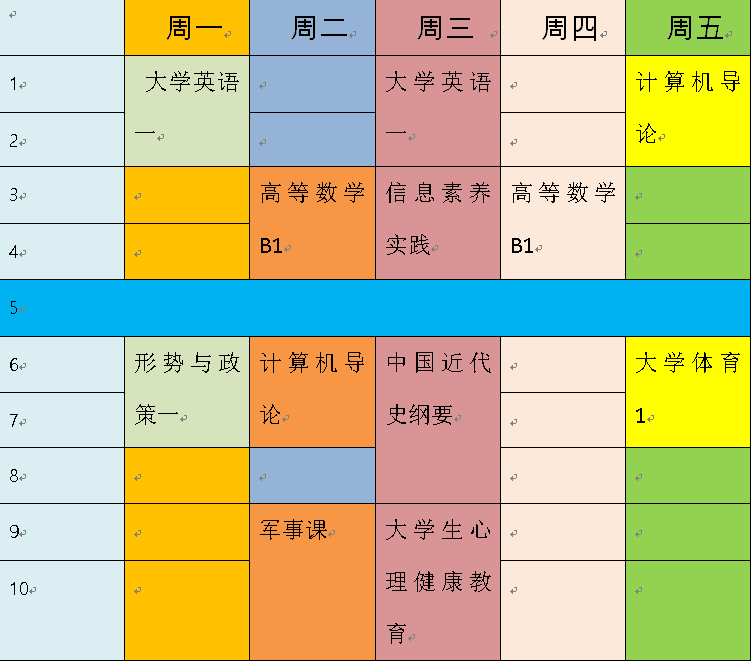 周一 周二 周三 周四 周五
1 大学英语 大学英语 计算机导
2 一 一 论
3 高等数学 信息素养 高等数学
4 B1 实践 B1
5
6 形势与政 计算机导 中国近代 大学体育
7 策一 论 史纲要 1
8
9 军事课 大学生心
10 理健康教
育